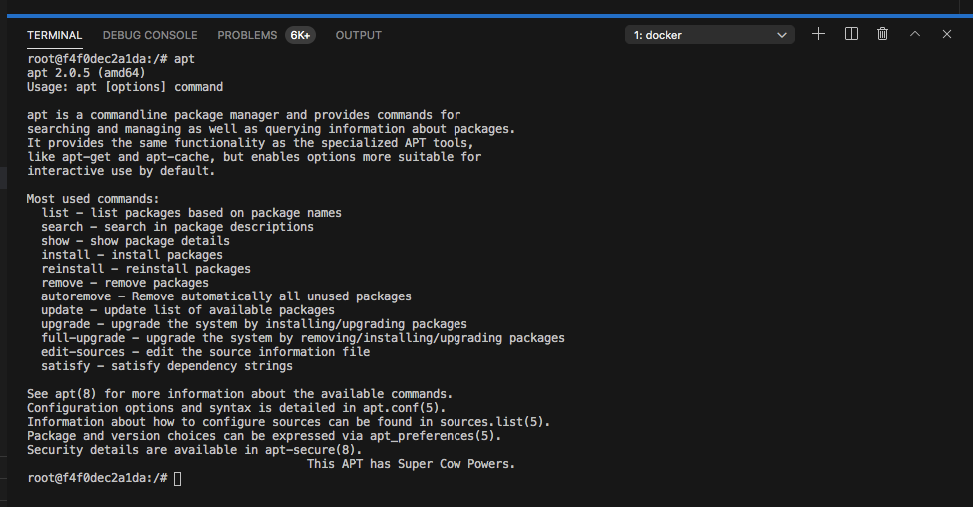 TERMINAL DEBUG CONSOLE PROBLEMS 6K+ OUTPUT 1: docker
root@f4f0dec2a1da:/# apt
apt 2.0.5 (amd64)
Usage: apt [options] command
apt is a commandline package manager and provides commands for
searching and managing as well as querying information about packages.
It provides the same functionality as the specialized APT tools,
like apt-get and apt-cache, but enables options more suitable for
interactive use by default.
Most used commands:
list - list packages based on package names
search - search in package descriptions
show - show package details
install - install packages
reinstall - reinstall packages
remove - remove packages
autoremove - Remove automatically all unused packages
update - update list of available packages
upgrade - upgrade the system by installing/upgrading packages
full-upgrade - upgrade the system by removing/installing/upgrading packages
edit-sources - edit the source information file
satisfy - satisfy dependency strings
See apt(8) for more information about the available commands.
Configuration options and syntax is detailed in apt.conf(5).
Information about how to configure sources can be found in sources.list(5).
Package and version choices can be expressed via apt_preferences(5).
Security details are available in apt-secure(8).
This APT has Super Cow Powers.
root@f4f0dec2a1da:/#